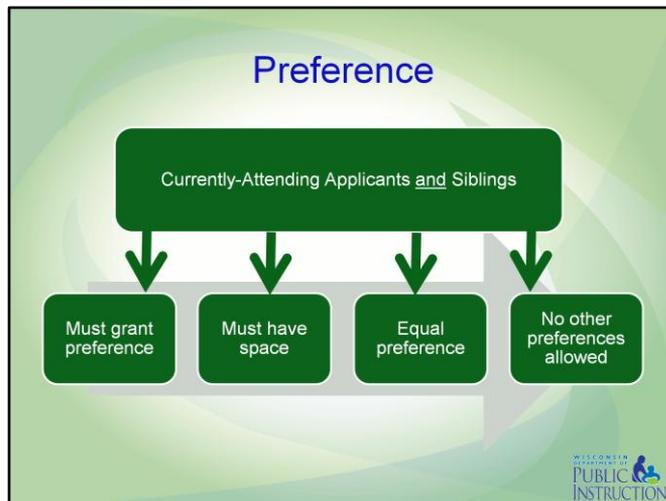 Preference
Currently-Attending Applicants and Siblings
Must grant
preference
Must have
space
Equal
preference
No other
preferences
allowed
WISCONSIN
DEPARTMENT OF
PUBLIC
INSTRUCTION